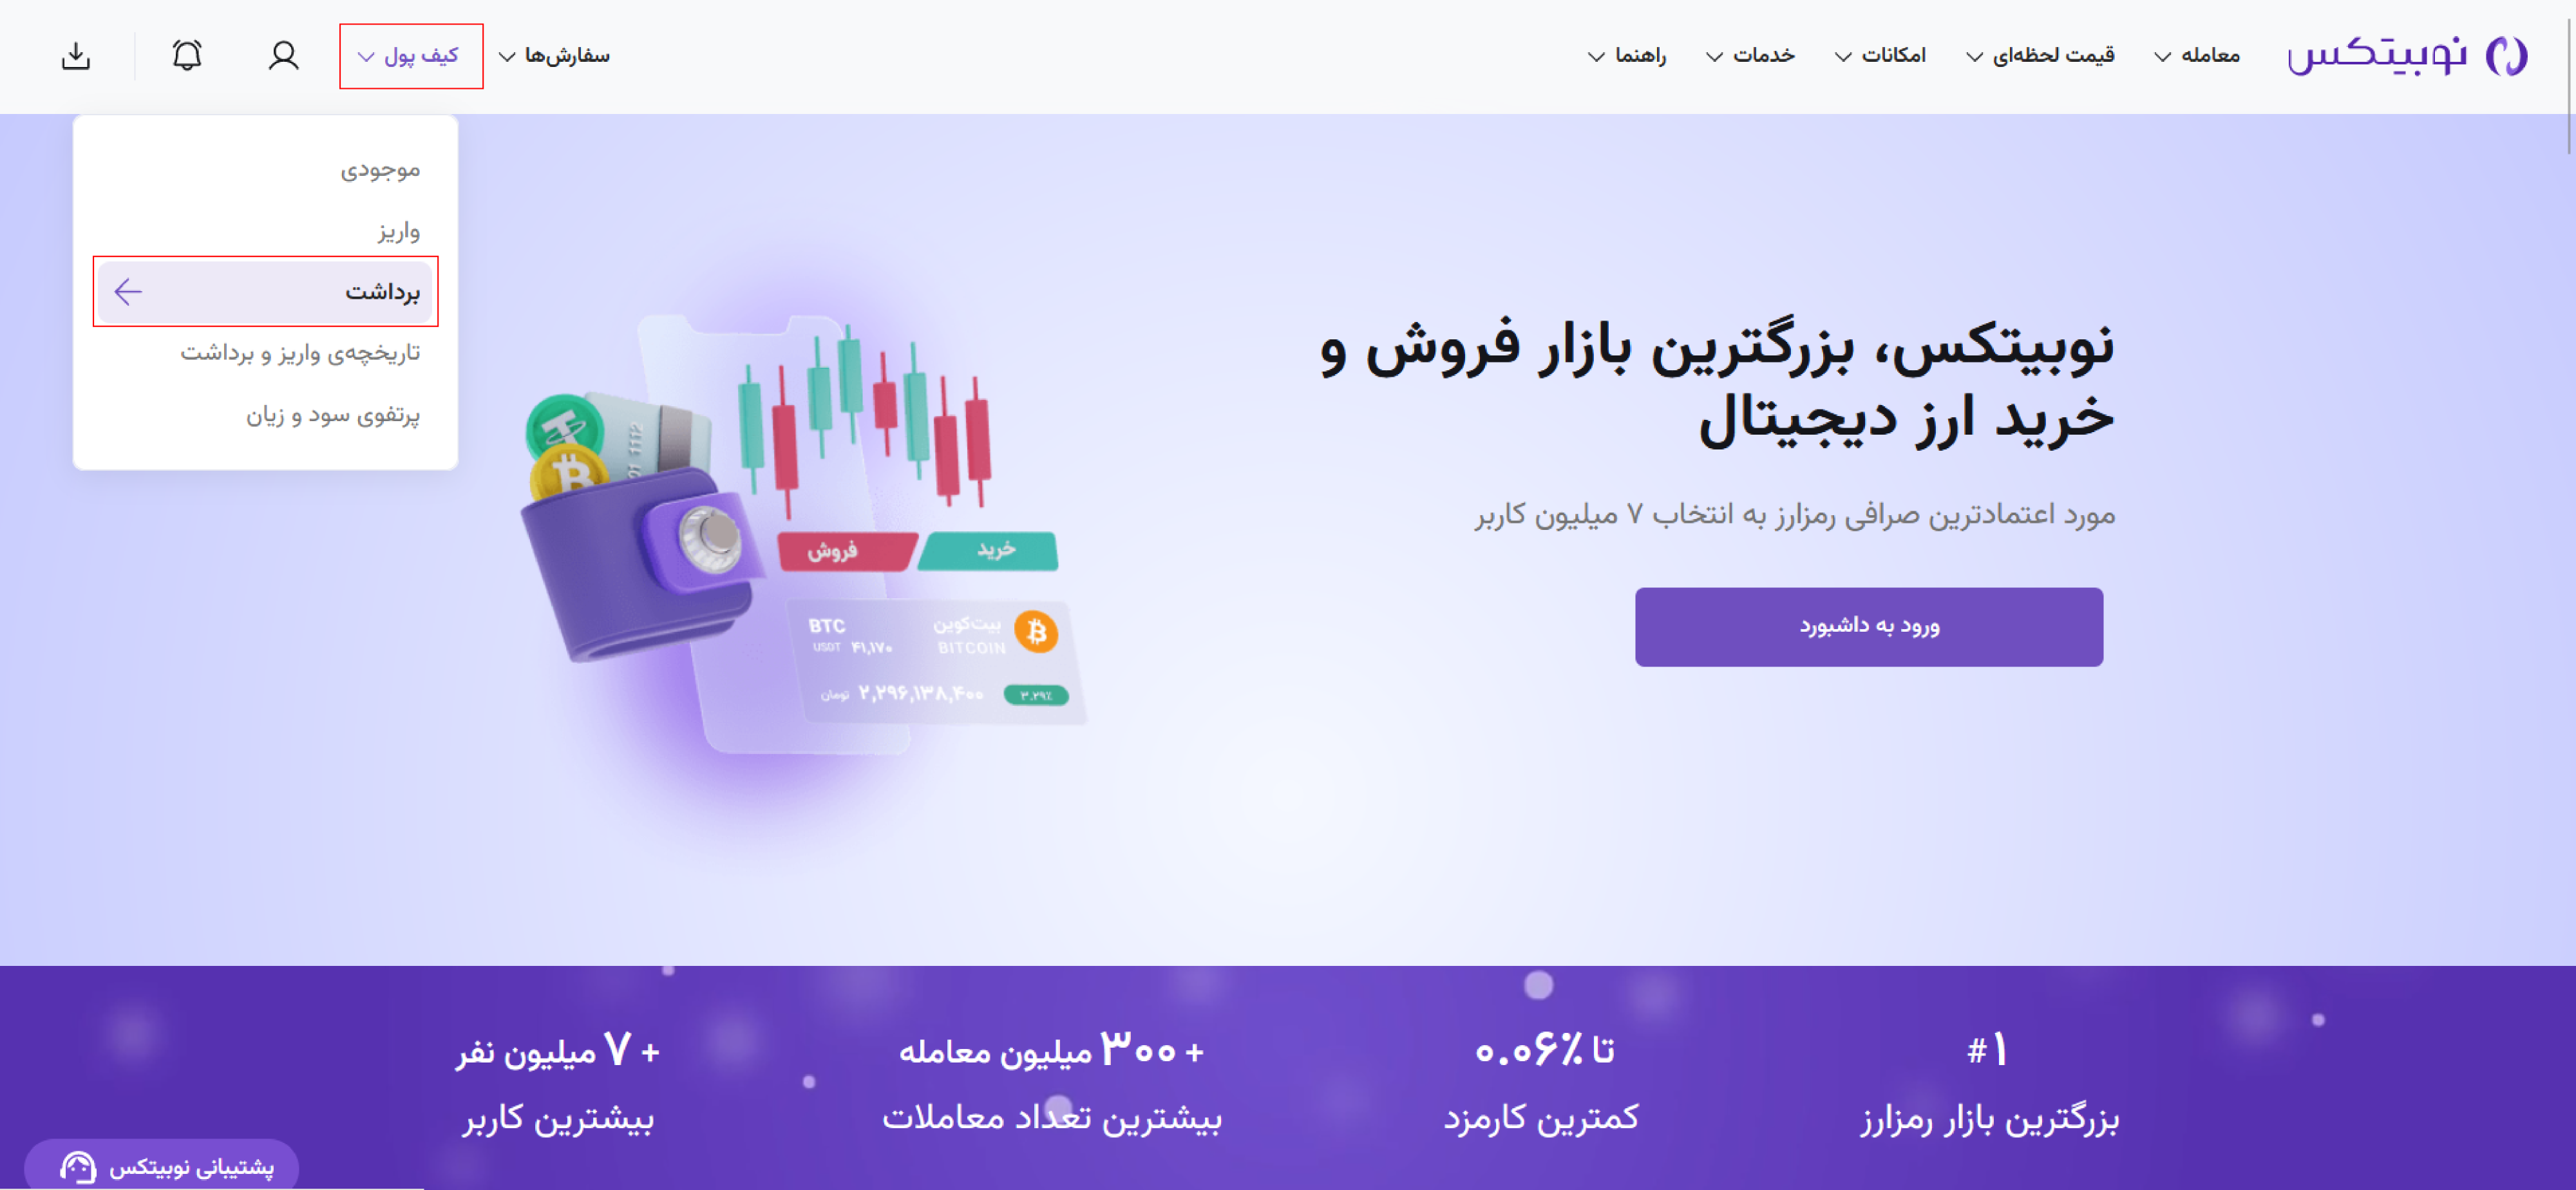 نوبیتکس
معامله
قیمت لحظه‌ای
امکانات
خدمات
راهنما
سفارش‌ها
کیف پول
موجودی
واریز
برداشت
تاریخچه‌ی واریز و برداشت
پرتفوی سود و زیان
نوبیتکس، بزرگترین بازار فروش و
خرید ارز دیجیتال
مورد اعتمادترین صرافی رمزارز به انتخاب ۷ میلیون کاربر
ورود به داشبورد
خرید
فروش
بیت‌کوین
BTC
BITCOIN
USDT ۴۱,۱۷۰
۳.۲۹٪
۲,۲۹۶,۱۳۸,۴۰۰ تومان
#۱
بزرگترین بازار رمزارز
تا ۰.۰۶٪
کمترین کارمزد
+ ۳۰۰ میلیون معامله
بیشترین تعداد معاملات
+ ۷ میلیون نفر
بیشترین کاربر
پشتیبانی نوبیتکس